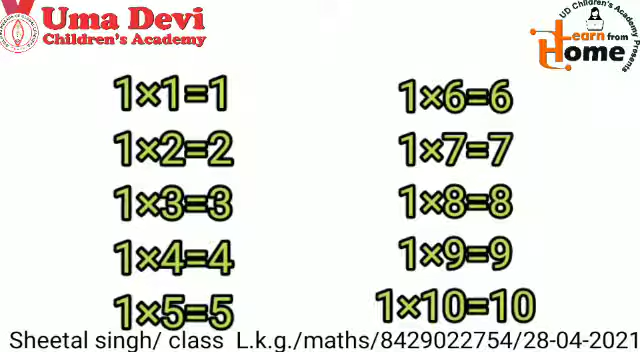 Uma Devi
Children's Academy
UD Children's Academy Presents
Learn from
Home
1×1=1
1×2=2
1×3=3
1×4=4
1×5=5
1×6=6
1×7=7
1×8=8
1×9=9
1×10=10
Sheetal singh/ class L.k.g./maths/8429022754/28-04-2021